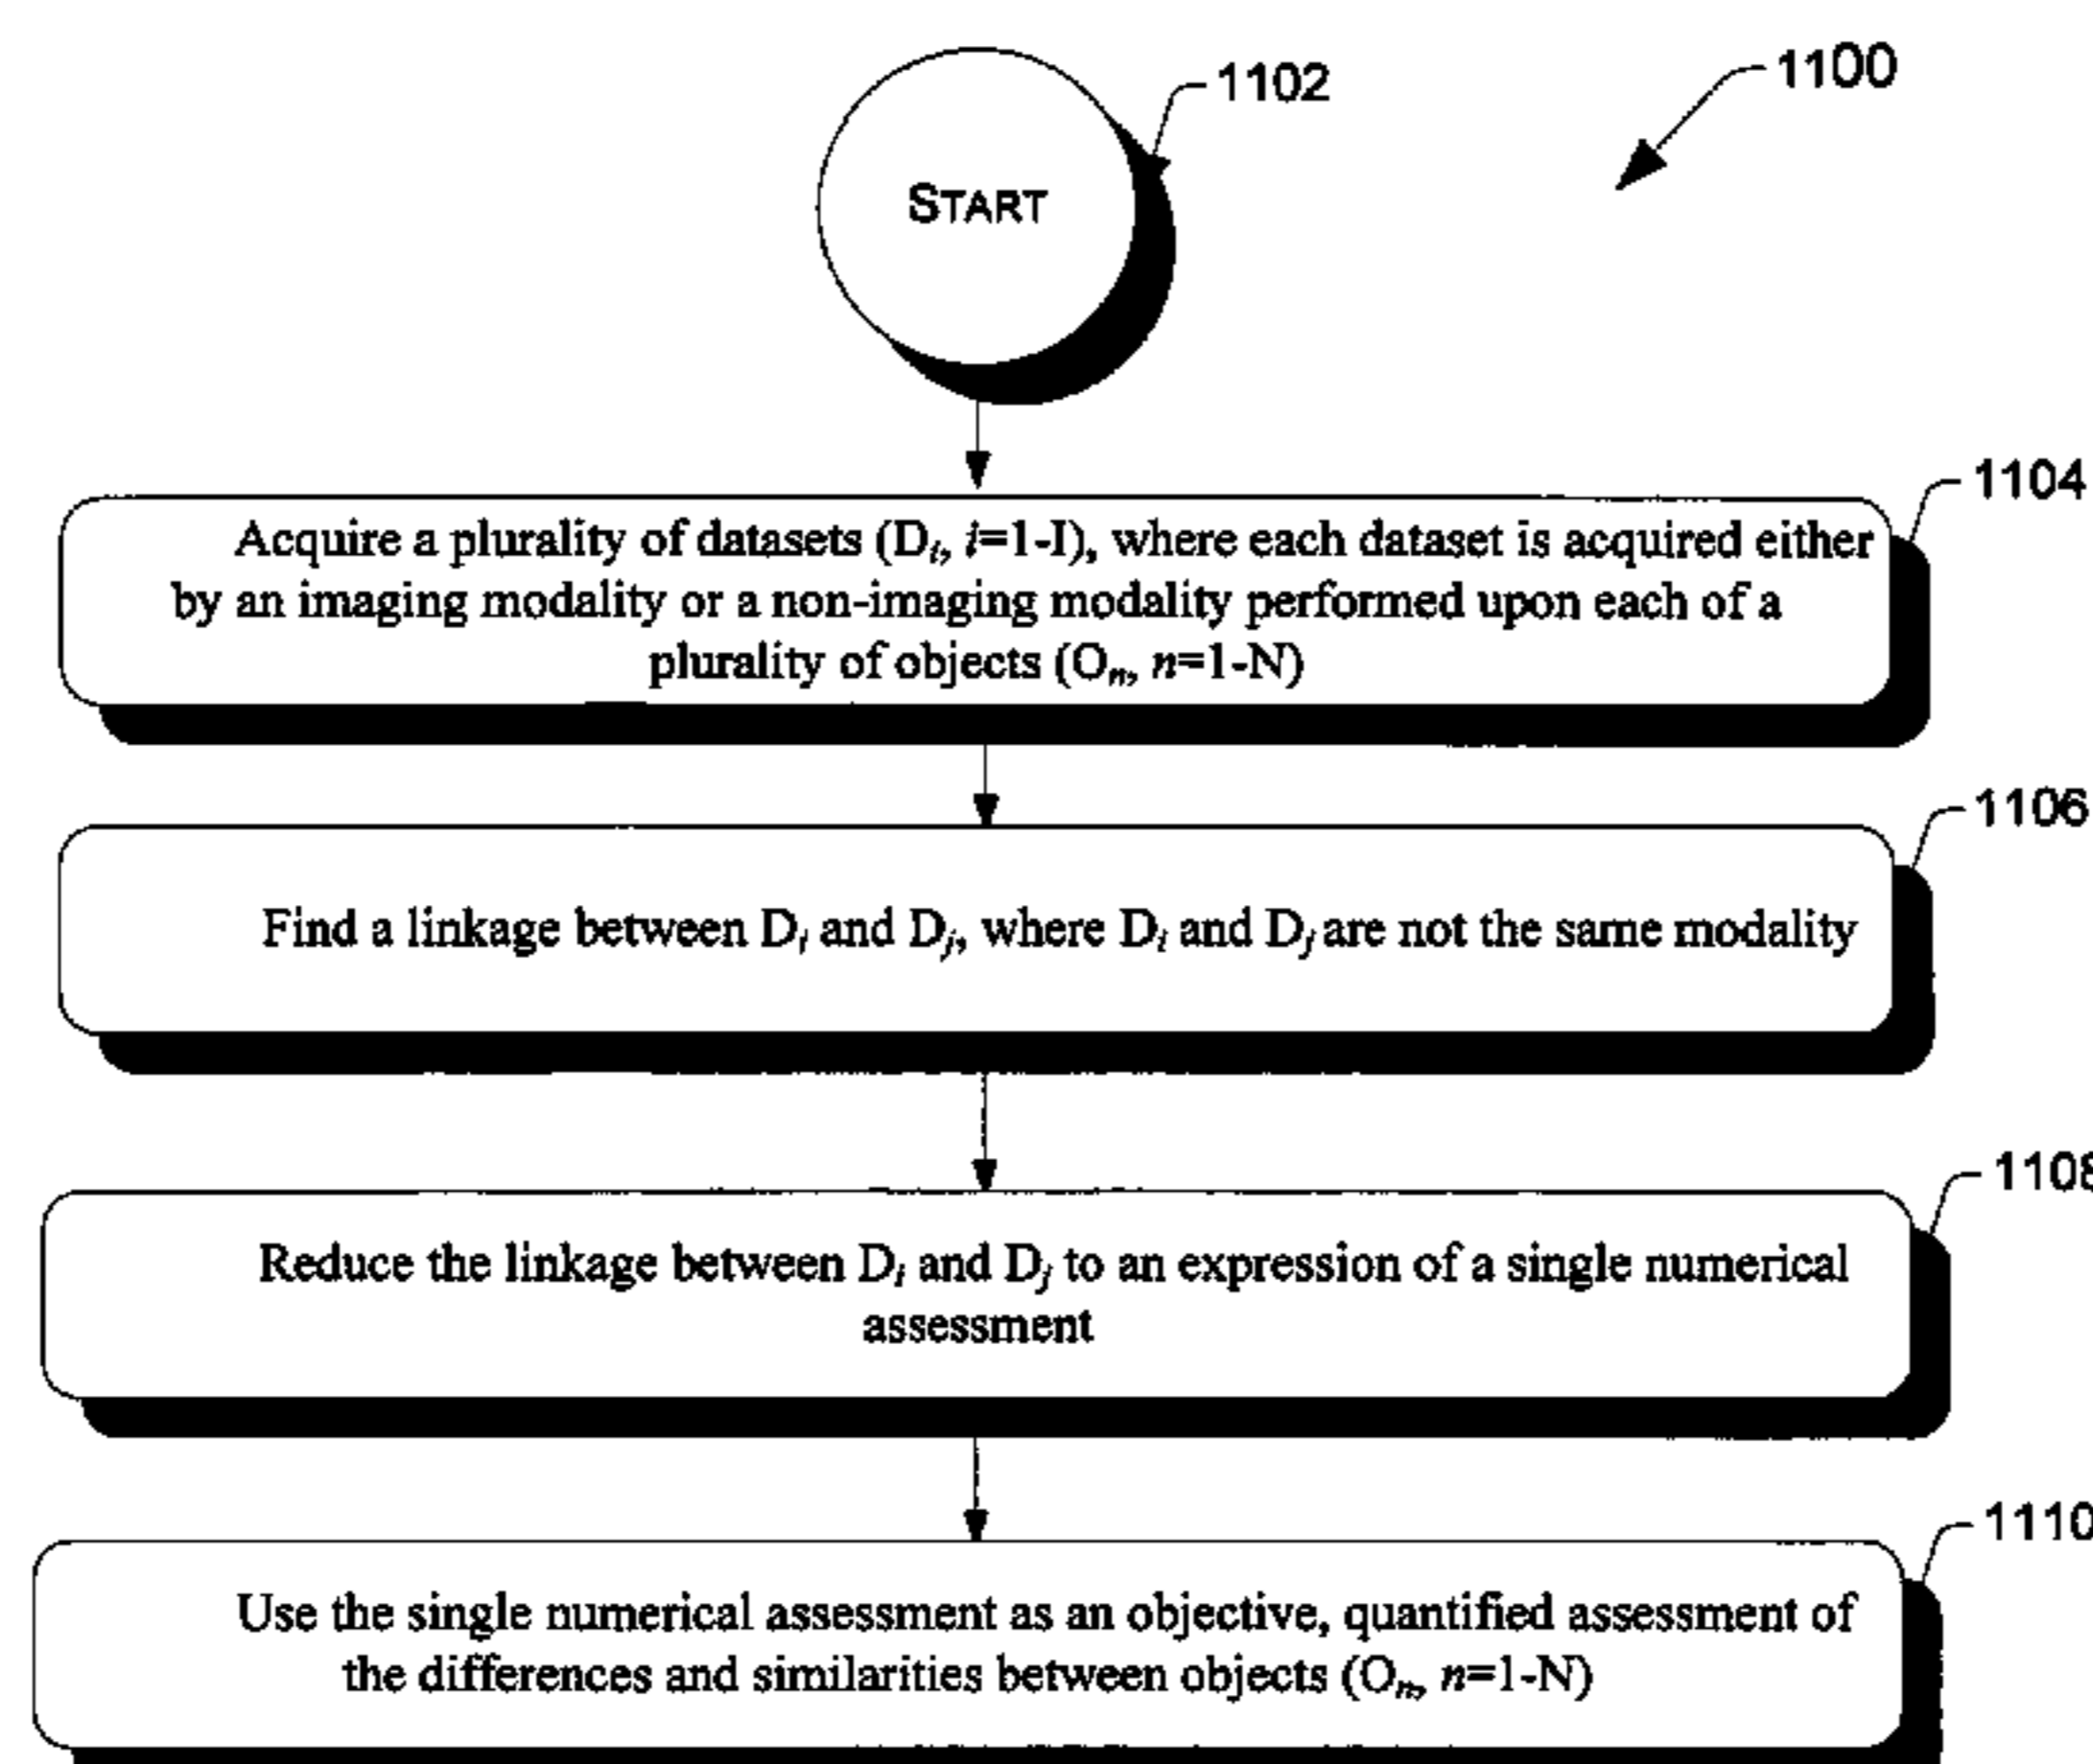 1102
1100
START
1104
Acquire a plurality of datasets (Di, i=1-I), where each dataset is acquired either
by an imaging modality or a non-imaging modality performed upon each of a
plurality of objects (On, n=1-N)
1106
Find a linkage between Di and Dj, where Di and Dj are not the same modality
1108
Reduce the linkage between Di and Dj to an expression of a single numerical
assessment
1110
Use the single numerical assessment as an objective, quantified assessment of
the differences and similarities between objects (On, n=1-N)